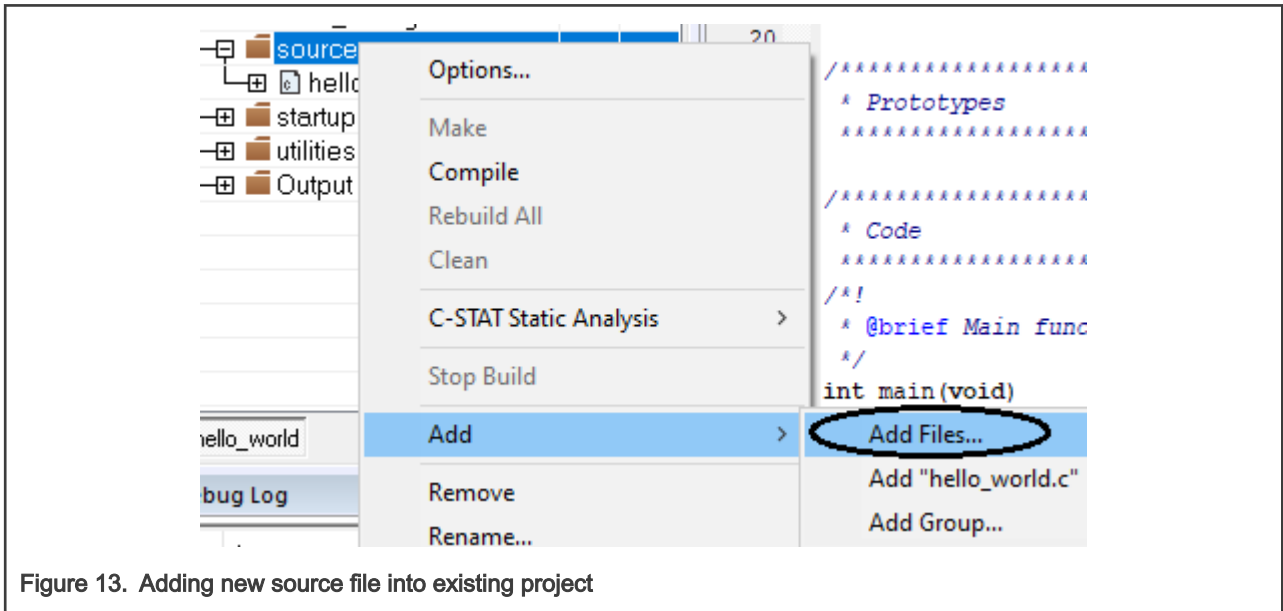 source
hello
startup
utilities
Output
hello_world
bug Log
Options...
Make
Compile
Rebuild All
Clean
C-STAT Static Analysis >
Stop Build
Add >
Remove
Rename...
20
/*******************
* Prototypes
*******************
/*******************
* Code
*******************
/*!
* @brief Main func
*/
int main(void)
Add Files...
Add "hello_world.c"
Add Group...
Figure 13. Adding new source file into existing project